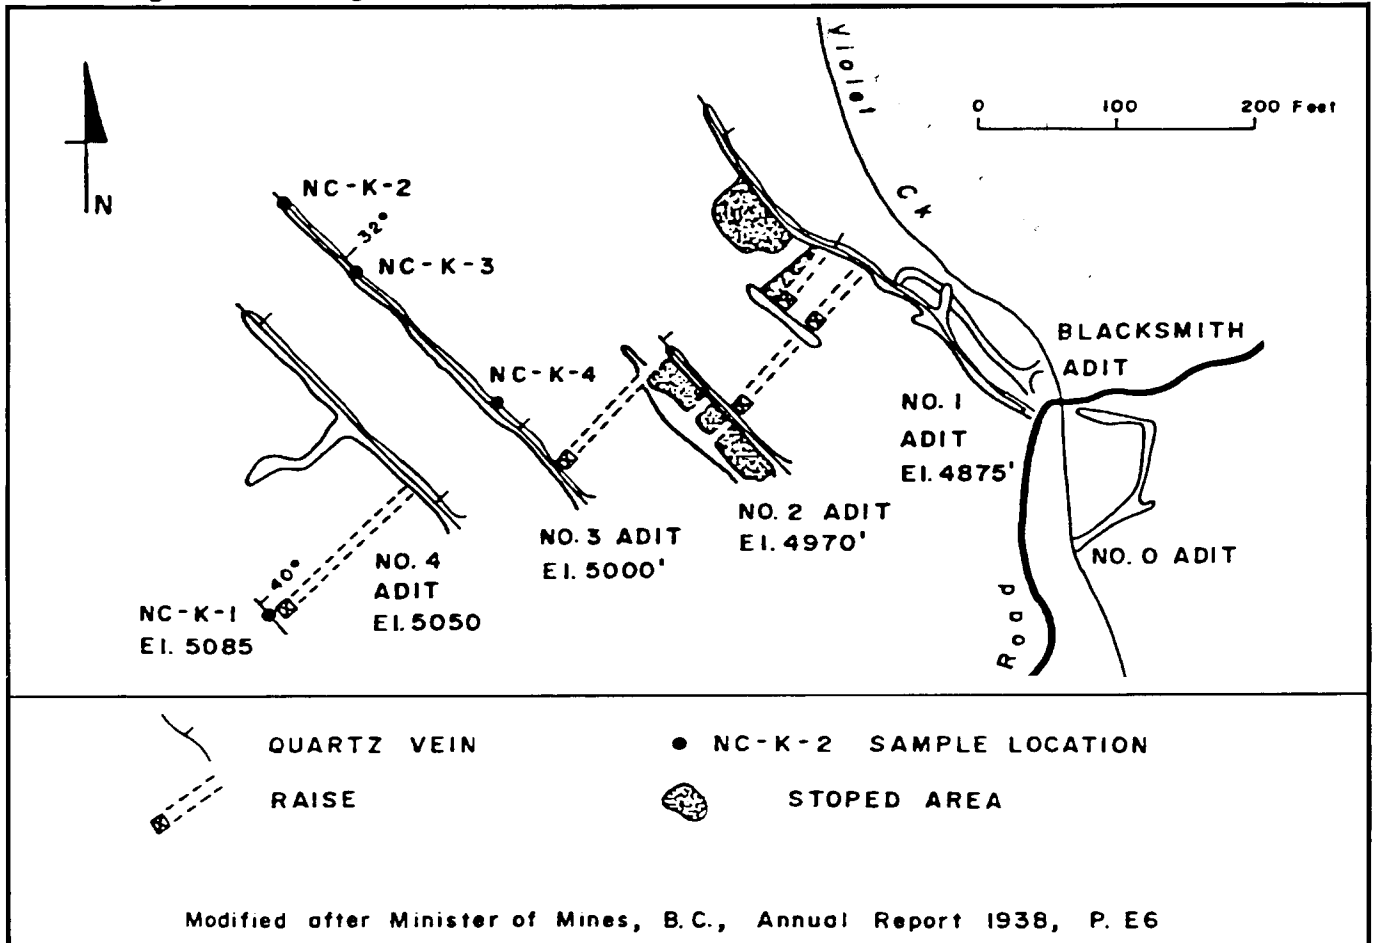 Violet Ck
0 100 200 Feet
N
NC-K-2
32°
NC-K-3
NC-K-4
BLACKSMITH
ADIT
NO. 1
ADIT
El. 4875'
NO. 2 ADIT
El. 4970'
NO. 3 ADIT
El. 5000'
NO. 0 ADIT
NO. 4
ADIT
El. 5050
40°
NC-K-1
El. 5085
Road
QUARTZ VEIN
NC-K-2 SAMPLE LOCATION
RAISE
STOPED AREA
Modified after Minister of Mines, B.C., Annual Report 1938, P. E6